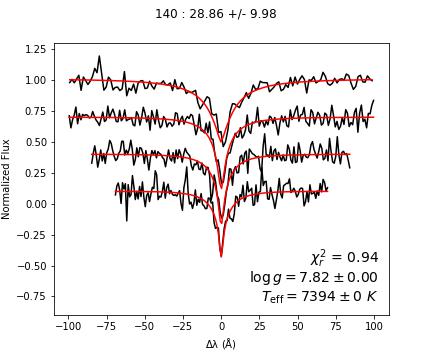 140 : 28.86 +/- 9.98
1.25
1.00
0.75
0.50
0.25
0.00
−0.25
−0.50
−0.75
Normalized Flux
χ²ᵣ = 0.94
log g = 7.82 ± 0.00
T_eff = 7394 ± 0 K
−100 −75 −50 −25 0 25 50 75 100
Δλ (Å)